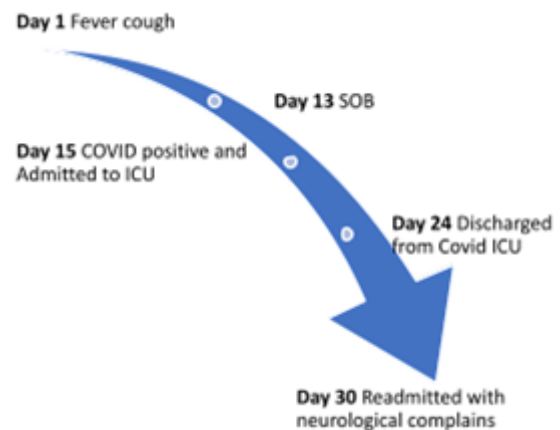 Day 1 Fever cough
Day 13 SOB
Day 15 COVID positive and
Admitted to ICU
Day 24 Discharged
from Covid ICU
Day 30 Readmitted with
neurological complains